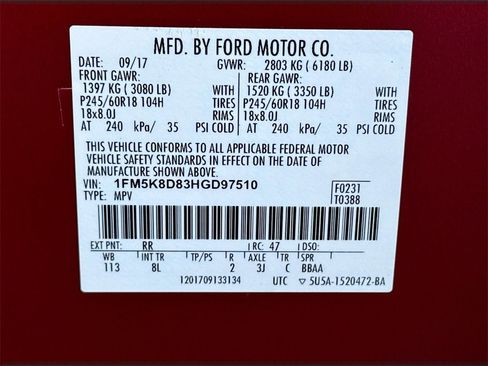 MFD. BY FORD MOTOR CO.
DATE: 09/17 GVWR: 2803 KG ( 6180 LB)
FRONT GAWR: REAR GAWR:
1397 KG ( 3080 LB) WITH 1520 KG ( 3350 LB) WITH
P245/60R18 104H TIRES P245/60R18 104H TIRES
18x8.0J RIMS 18x8.0J RIMS
AT 240 kPa/ 35 PSI COLD AT 240 kPa/ 35 PSI COLD
THIS VEHICLE CONFORMS TO ALL APPLICABLE FEDERAL MOTOR
VEHICLE SAFETY STANDARDS IN EFFECT ON THE DATE OF
MANUFACTURE SHOWN ABOVE.
VIN: 1FM5K8D83HGD97510 F0231
TYPE: MPV T0388
EXT PNT: RR RC: 47 DSO:
WB INT TR TP/PS R AXLE TR SPR
113 8L 2 3J C BBAA
1201709133134 UTC ▽ 5U5A-1520472-BA